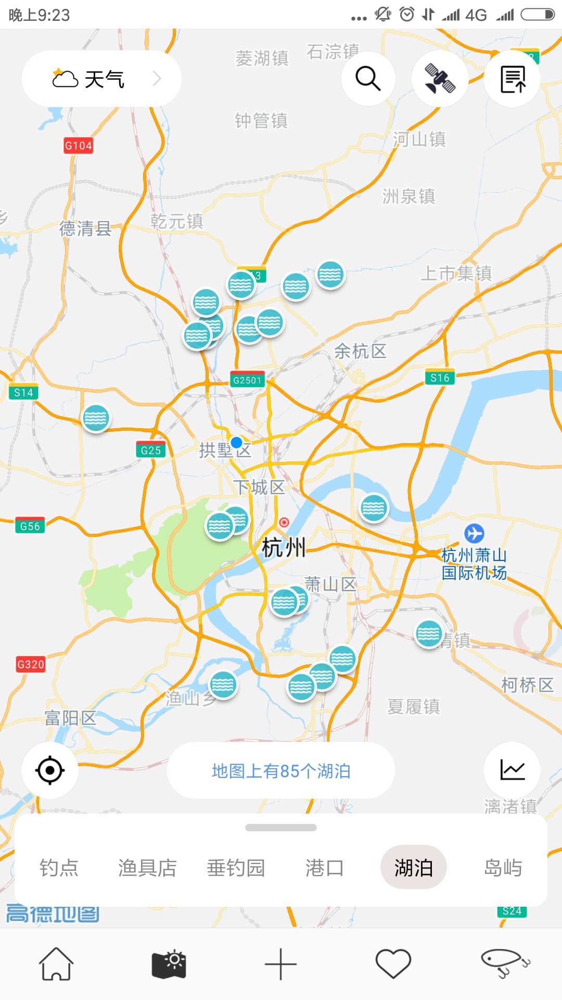 晚上9:23
4G
菱湖镇
石淙镇
天气
钟管镇
河山镇
G104
洲泉镇
乾元镇
德清县
上市集镇
余杭区
G2501
S16
S14
拱墅区
G25
下城区
G56
杭州
杭州萧山
国际机场
萧山区
G320
柯桥区
渔山乡
夏履镇
富阳区
地图上有85个湖泊
漓渚镇
钓点
渔具店
垂钓园
港口
湖泊
岛屿
高德地图
S24